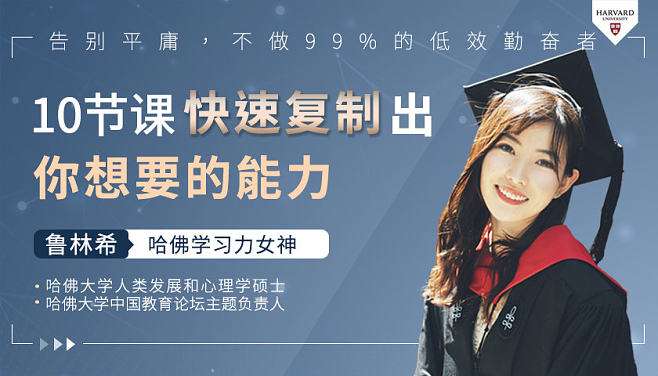 HARVARD
UNIVERSITY
告别平庸，不做99%的低效勤奋者
10节课快速复制出
你想要的能力
鲁林希 哈佛学习力女神
·哈佛大学人类发展和心理学硕士
·哈佛大学中国教育论坛主题负责人